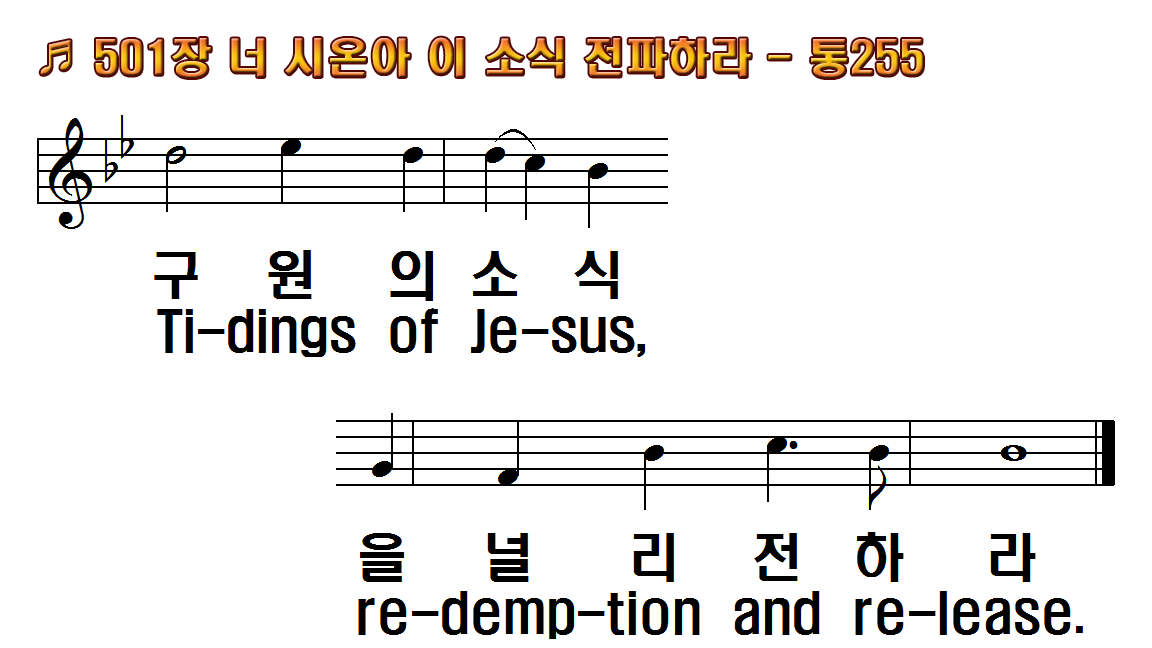 ♬ 501장 너 시온아 이 소식 전파하라 - 통255
구 원 의 소 식
Ti-dings of Je-sus,
을 널 리 전 하 라
re-demp-tion and re-lease.